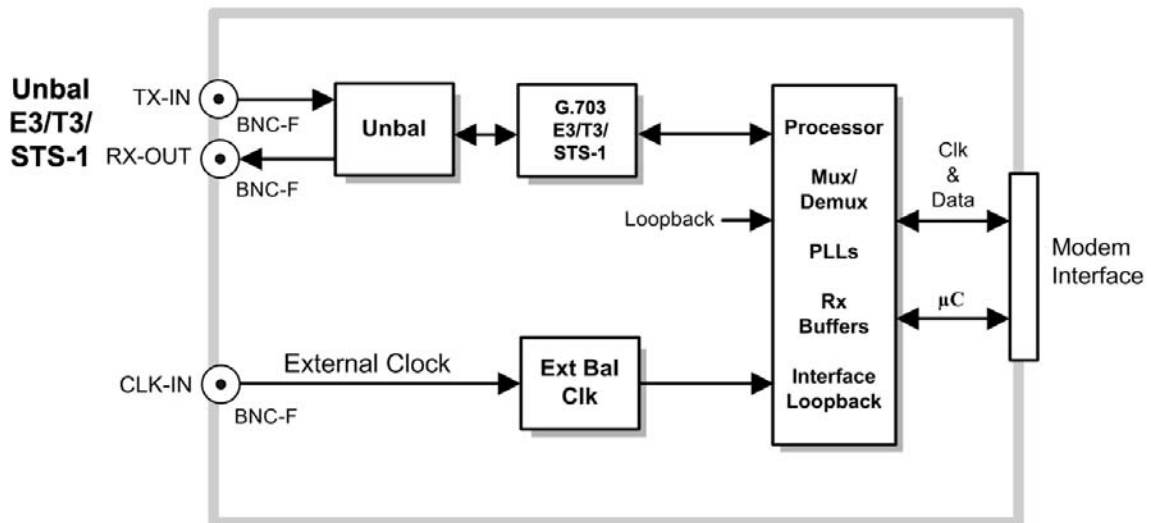 Unbal
E3/T3/
STS-1
TX-IN
BNC-F
RX-OUT
BNC-F
Unbal
G.703
E3/T3/
STS-1
Processor
Mux/
Demux
PLLs
Rx
Buffers
Interface
Loopback
Loopback
Clk
&
Data
µC
Modem
Interface
CLK-IN
BNC-F
External Clock
Ext Bal
Clk